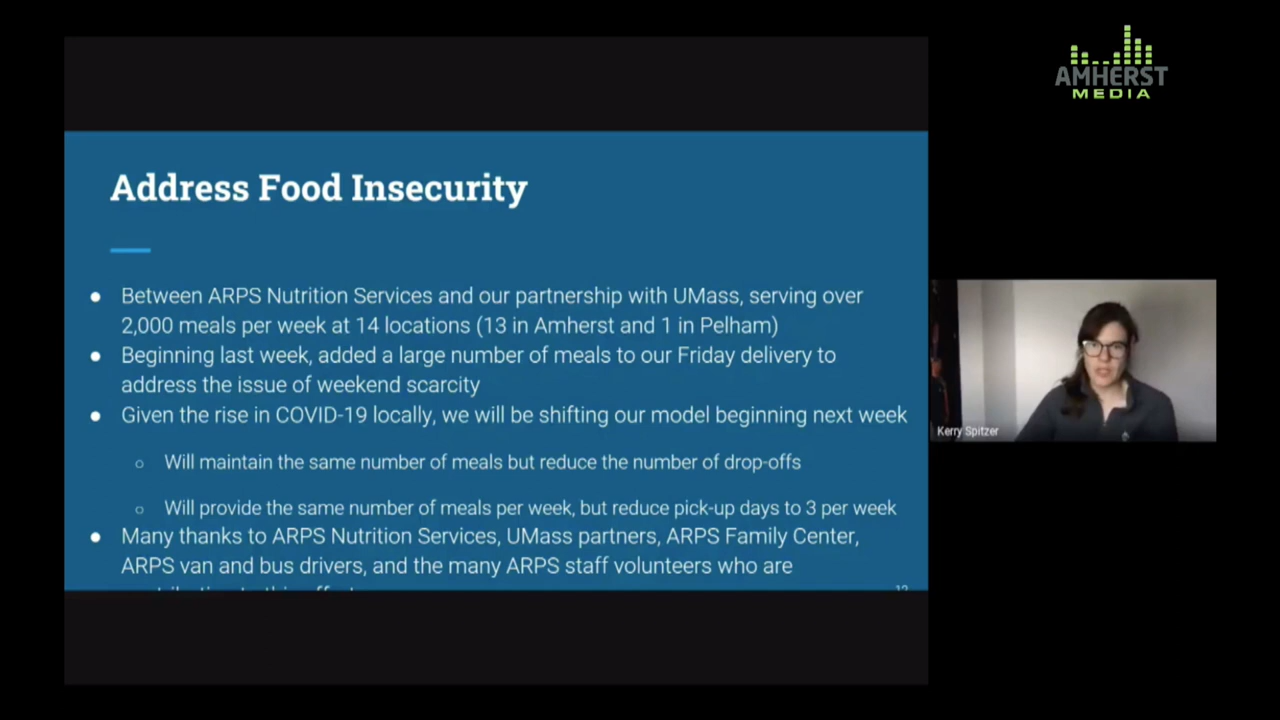 AMHERST
MEDIA
Address Food Insecurity
● Between ARPS Nutrition Services and our partnership with UMass, serving over
2,000 meals per week at 14 locations (13 in Amherst and 1 in Pelham)
● Beginning last week, added a large number of meals to our Friday delivery to
address the issue of weekend scarcity
● Given the rise in COVID-19 locally, we will be shifting our model beginning next week
○ Will maintain the same number of meals but reduce the number of drop-offs
○ Will provide the same number of meals per week, but reduce pick-up days to 3 per week
● Many thanks to ARPS Nutrition Services, UMass partners, ARPS Family Center,
ARPS van and bus drivers, and the many ARPS staff volunteers who are
Kerry Spitzer